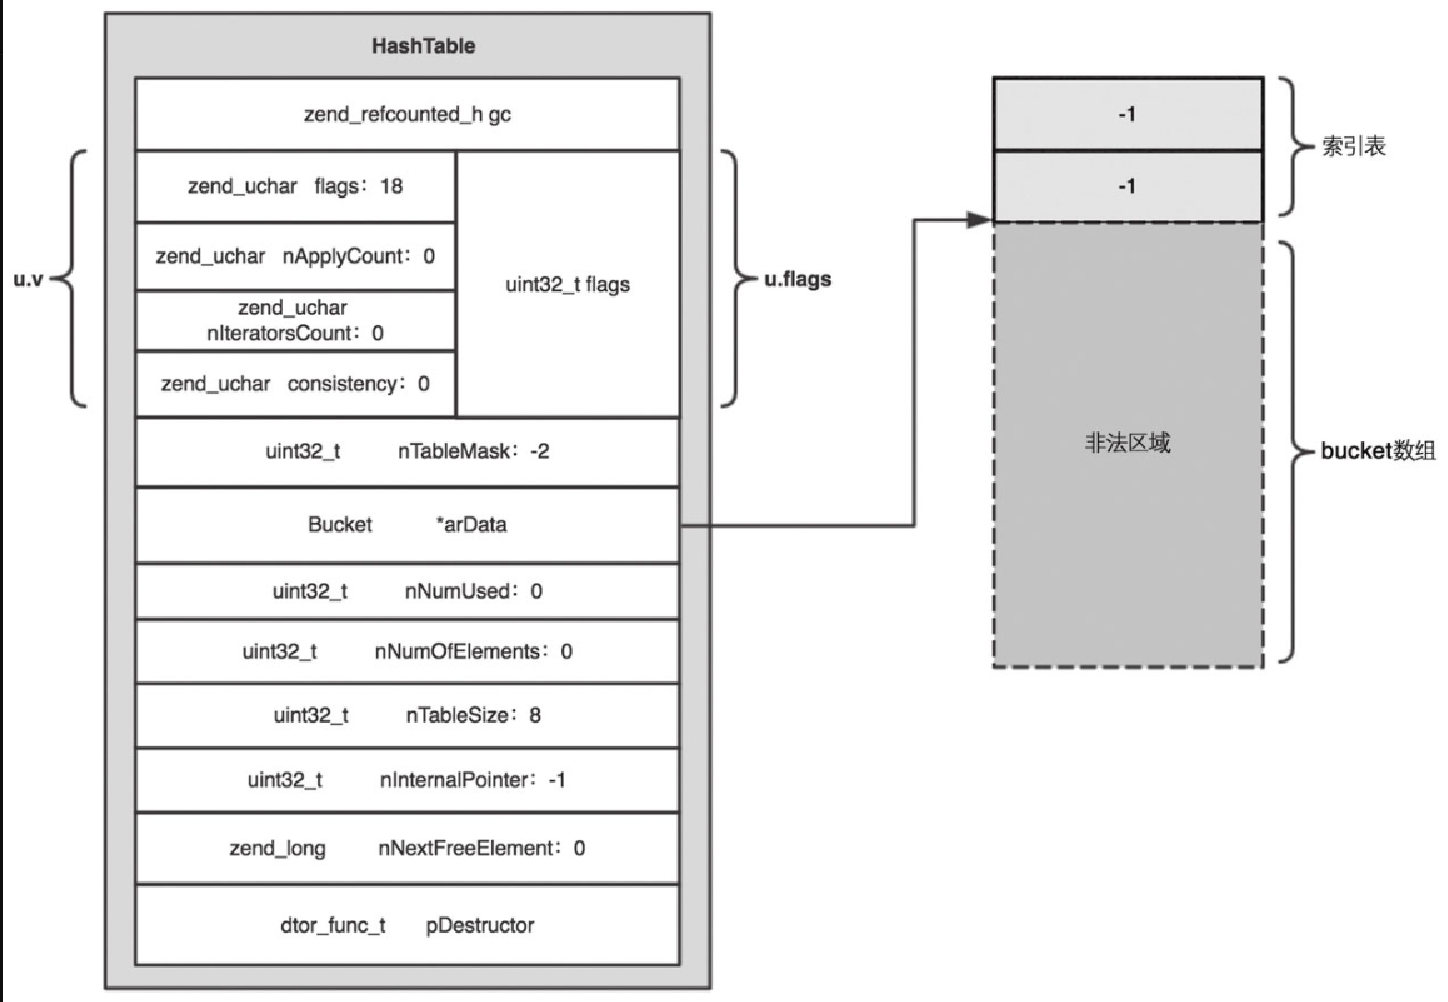 HashTable
zend_refcounted_h gc
zend_uchar flags：18
zend_uchar nApplyCount：0
zend_uchar
nIteratorsCount：0
zend_uchar consistency：0
uint32_t flags
u.v
u.flags
uint32_t nTableMask：-2
Bucket *arData
uint32_t nNumUsed：0
uint32_t nNumOfElements：0
uint32_t nTableSize：8
uint32_t nInternalPointer：-1
zend_long nNextFreeElement：0
dtor_func_t pDestructor
-1
-1
索引表
非法区域
bucket数组